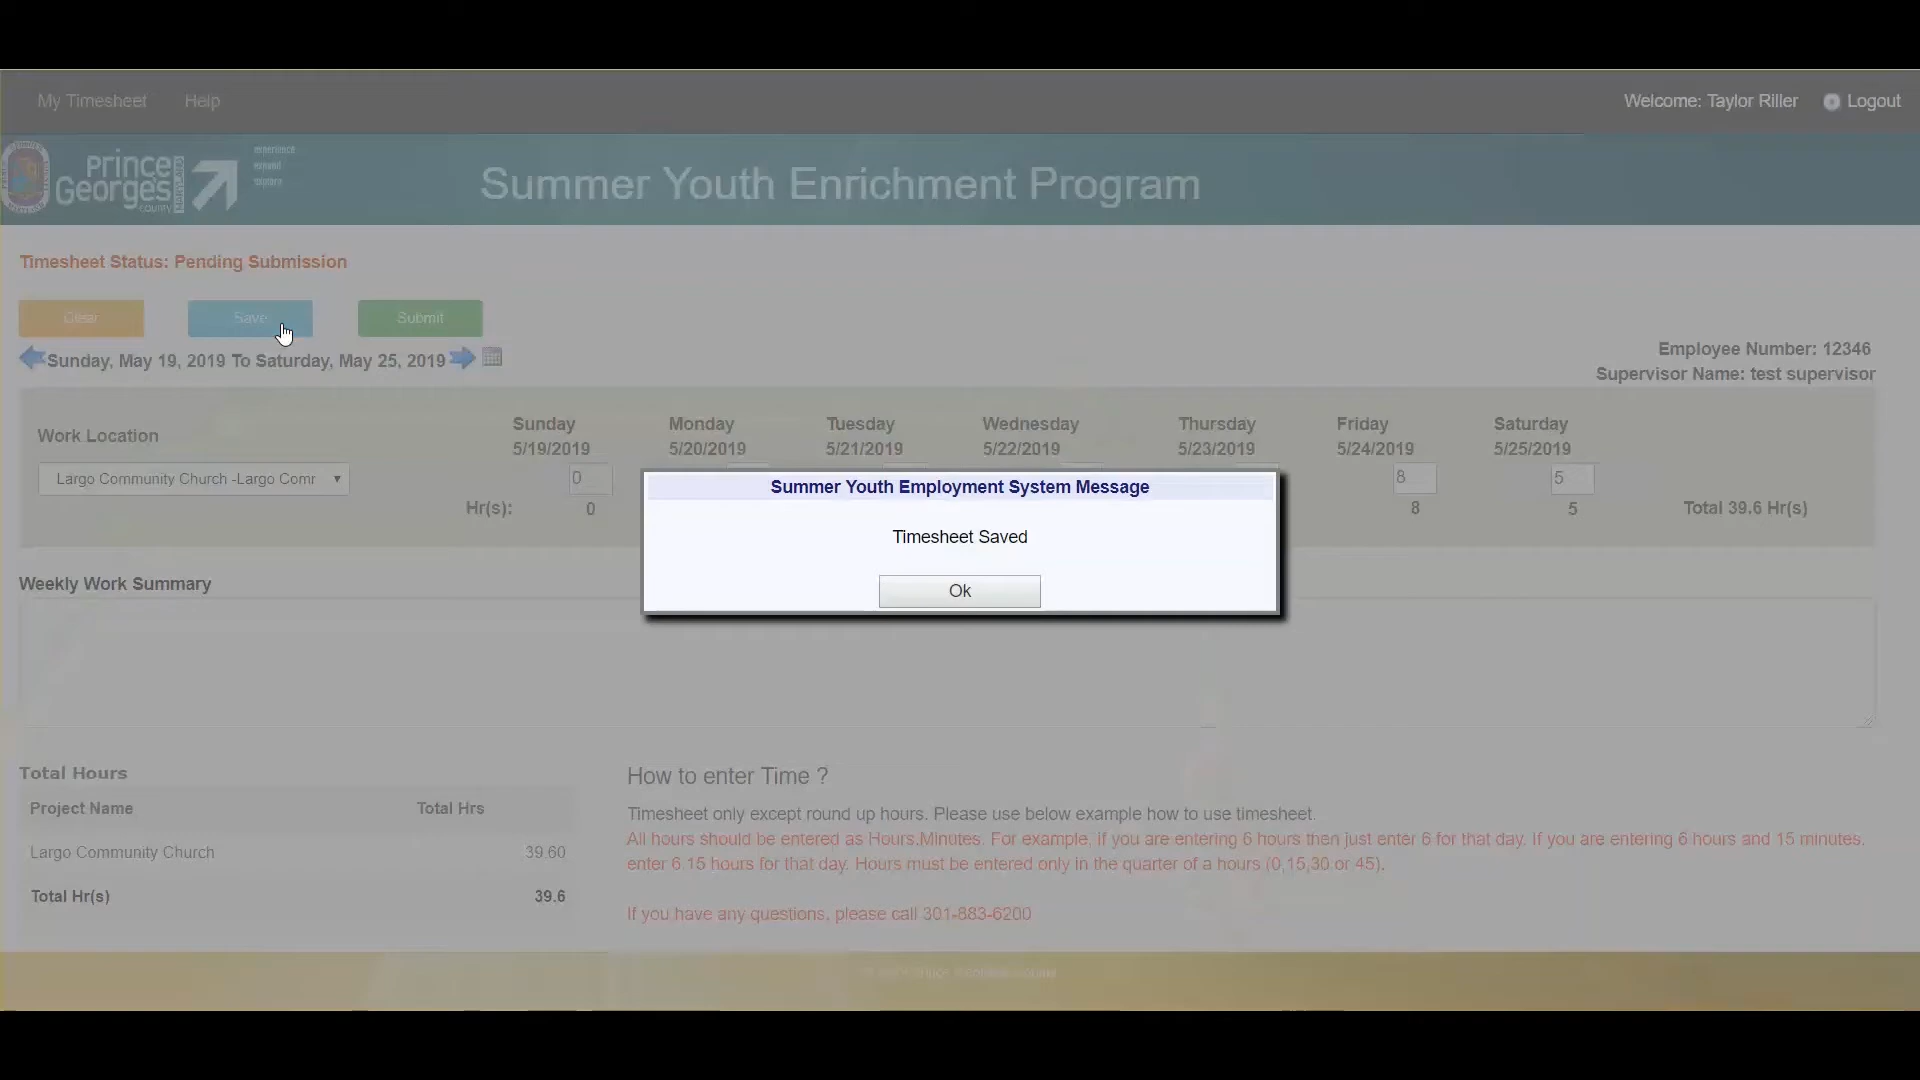 My Timesheet Help Welcome: Taylor Riller Logout
Prince George's COUNTY MARYLAND
experience
expand
explore
Summer Youth Enrichment Program
Timesheet Status: Pending Submission
Clear Save Submit
Sunday, May 19, 2019 To Saturday, May 25, 2019
Employee Number: 12346
Supervisor Name: test supervisor
Work Location
Sunday Monday Tuesday Wednesday Thursday Friday Saturday
5/19/2019 5/20/2019 5/21/2019 5/22/2019 5/23/2019 5/24/2019 5/25/2019
Largo Community Church -Largo Comr 0 8 5
Hr(s): 0 8 5 Total 39.6 Hr(s)
Summer Youth Employment System Message
Timesheet Saved
Ok
Weekly Work Summary
Total Hours
Project Name Total Hrs
Largo Community Church 39.60
Total Hr(s) 39.6
How to enter Time ?
Timesheet only except round up hours. Please use below example how to use timesheet.
All hours should be entered as Hours.Minutes. For example, if you are entering 6 hours then just enter 6 for that day. If you are entering 6 hours and 15 minutes,
enter 6.15 hours for that day. Hours must be entered only in the quarter of a hours (0,15,30 or 45).
If you have any questions, please call 301-883-6200